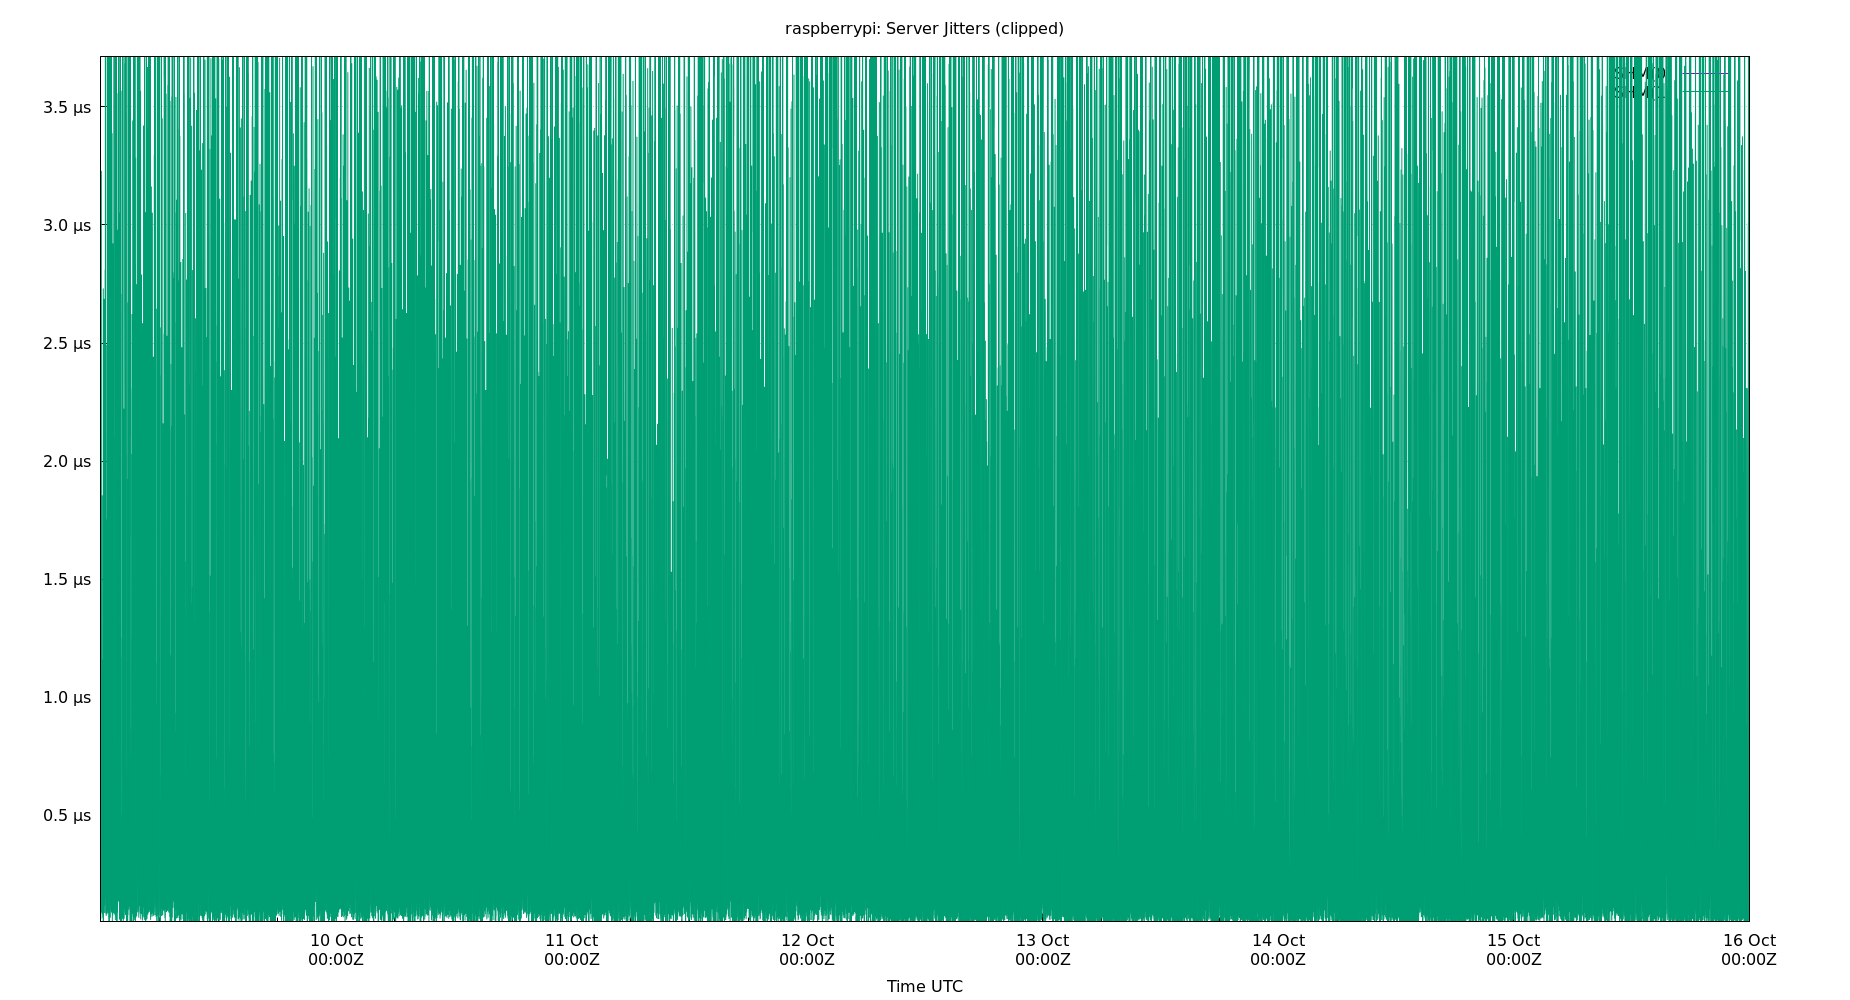 raspberrypi: Server Jitters (clipped)
3.5 µs
3.0 µs
2.5 µs
2.0 µs
1.5 µs
1.0 µs
0.5 µs
10 Oct
00:00Z
11 Oct
00:00Z
12 Oct
00:00Z
13 Oct
00:00Z
14 Oct
00:00Z
15 Oct
00:00Z
16 Oct
00:00Z
Time UTC